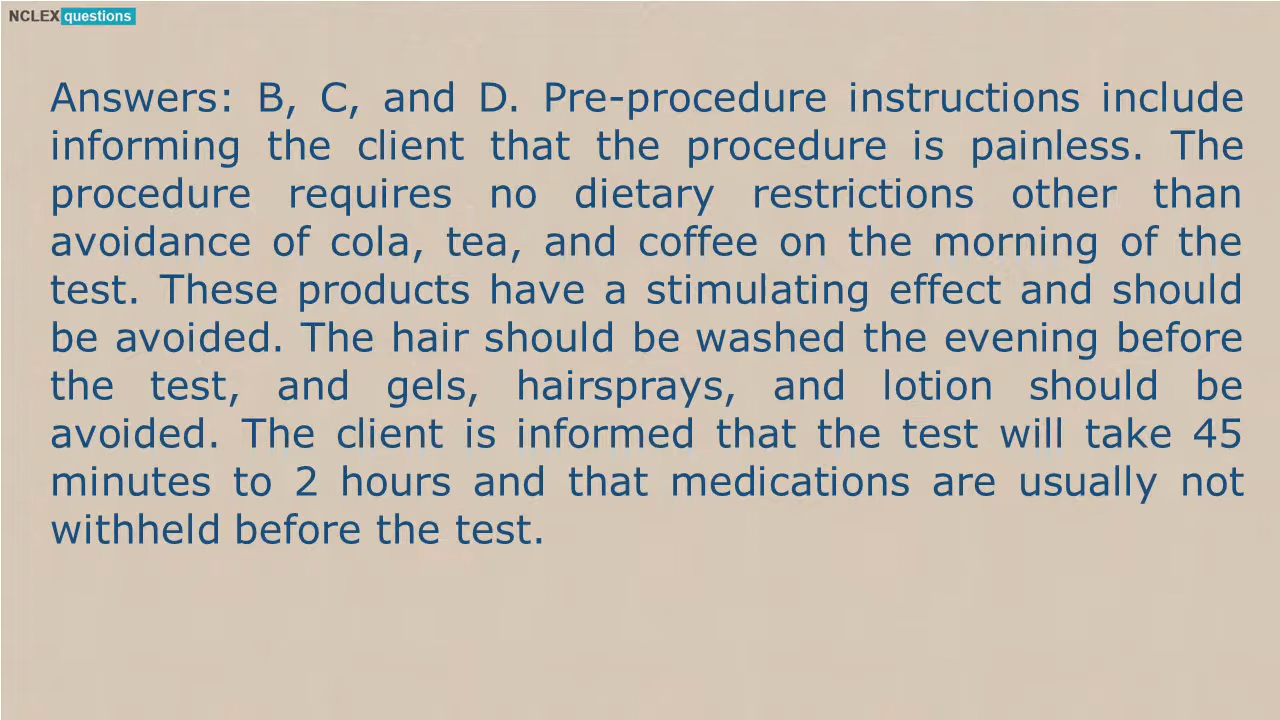 NCLEX questions
Answers: B, C, and D. Pre-procedure instructions include
informing the client that the procedure is painless. The
procedure requires no dietary restrictions other than
avoidance of cola, tea, and coffee on the morning of the
test. These products have a stimulating effect and should
be avoided. The hair should be washed the evening before
the test, and gels, hairsprays, and lotion should be
avoided. The client is informed that the test will take 45
minutes to 2 hours and that medications are usually not
withheld before the test.